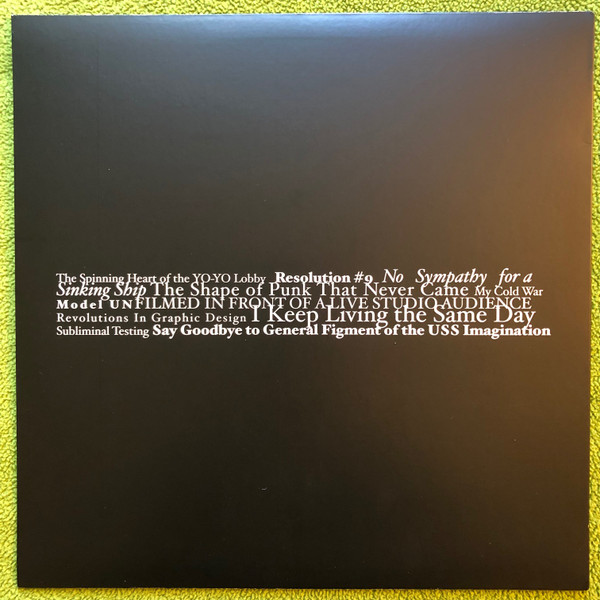 The Spinning Heart of the YO-YO Lobby Resolution #9 No Sympathy for a
Sinking Ship The Shape of Punk That Never Came My Cold War
Model UN FILMED IN FRONT OF A LIVE STUDIO AUDIENCE
Revolutions In Graphic Design I Keep Living the Same Day
Subliminal Testing Say Goodbye to General Figment of the USS Imagination